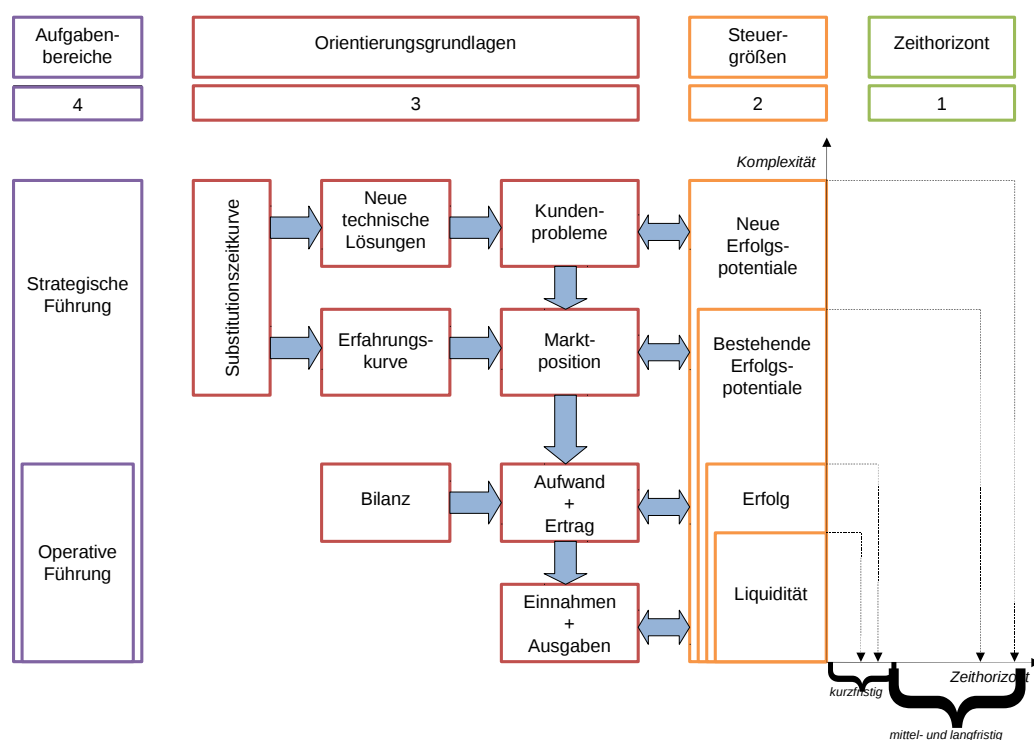 Aufgaben-
bereiche
Orientierungsgrundlagen
Steuer-
größen
Zeithorizont
4
3
2
1
Komplexität
Substitutionszeitkurve
Neue
technische
Lösungen
Kunden-
probleme
Neue
Erfolgs-
potentiale
Strategische
Führung
Erfahrungs-
kurve
Markt-
position
Bestehende
Erfolgs-
potentiale
Bilanz
Aufwand
+
Ertrag
Erfolg
Operative
Führung
Einnahmen
+
Ausgaben
Liquidität
Zeithorizont
kurzfristig
mittel- und langfristig